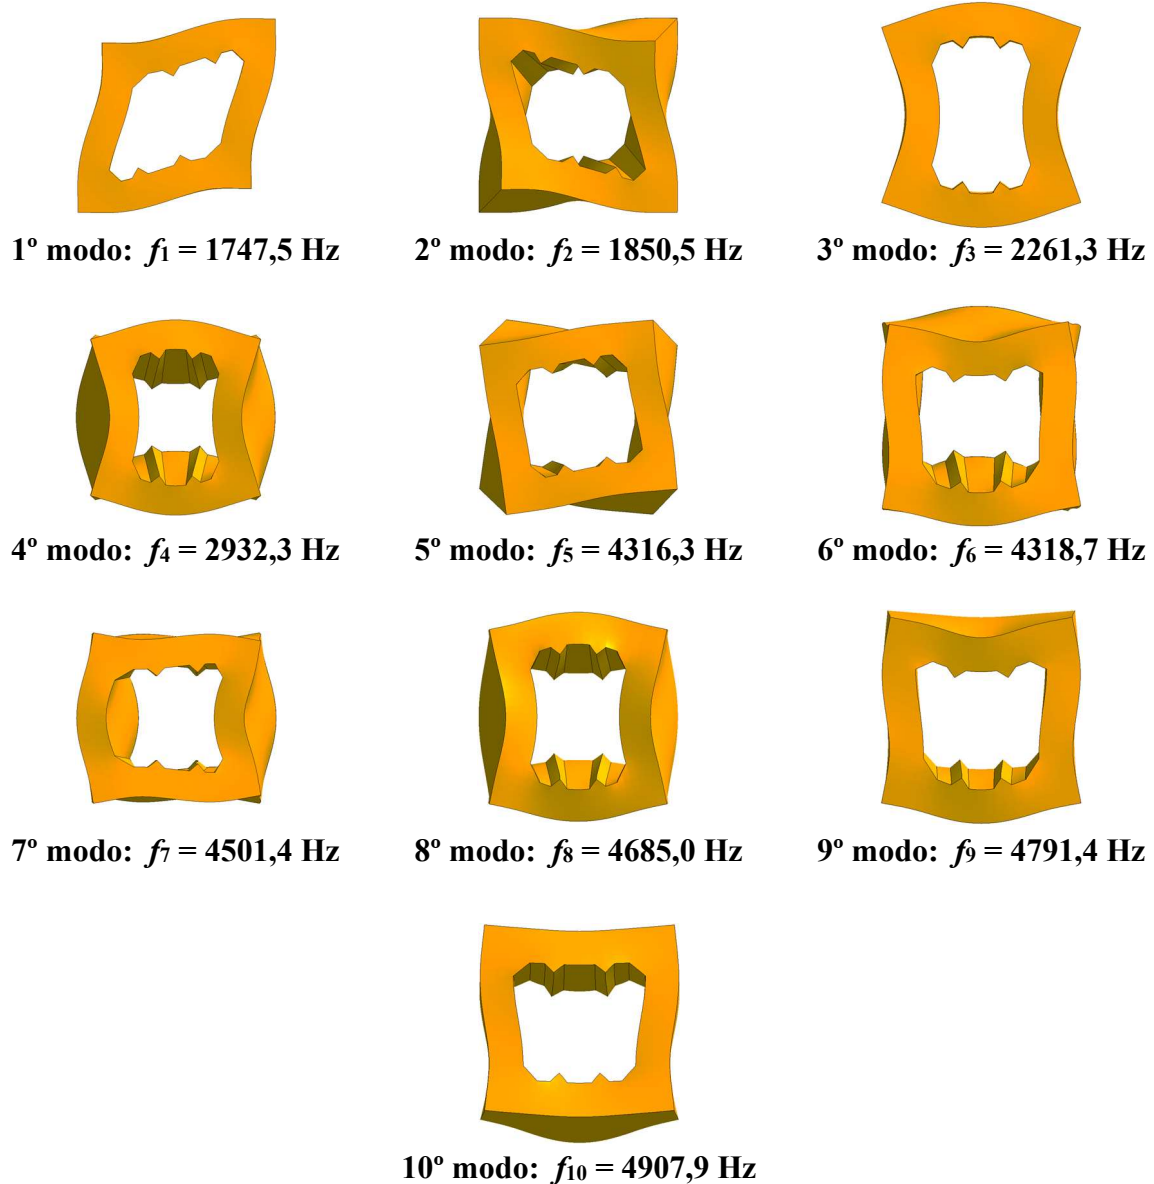 1º modo: f1 = 1747,5 Hz
2º modo: f2 = 1850,5 Hz
3º modo: f3 = 2261,3 Hz
4º modo: f4 = 2932,3 Hz
5º modo: f5 = 4316,3 Hz
6º modo: f6 = 4318,7 Hz
7º modo: f7 = 4501,4 Hz
8º modo: f8 = 4685,0 Hz
9º modo: f9 = 4791,4 Hz
10º modo: f10 = 4907,9 Hz